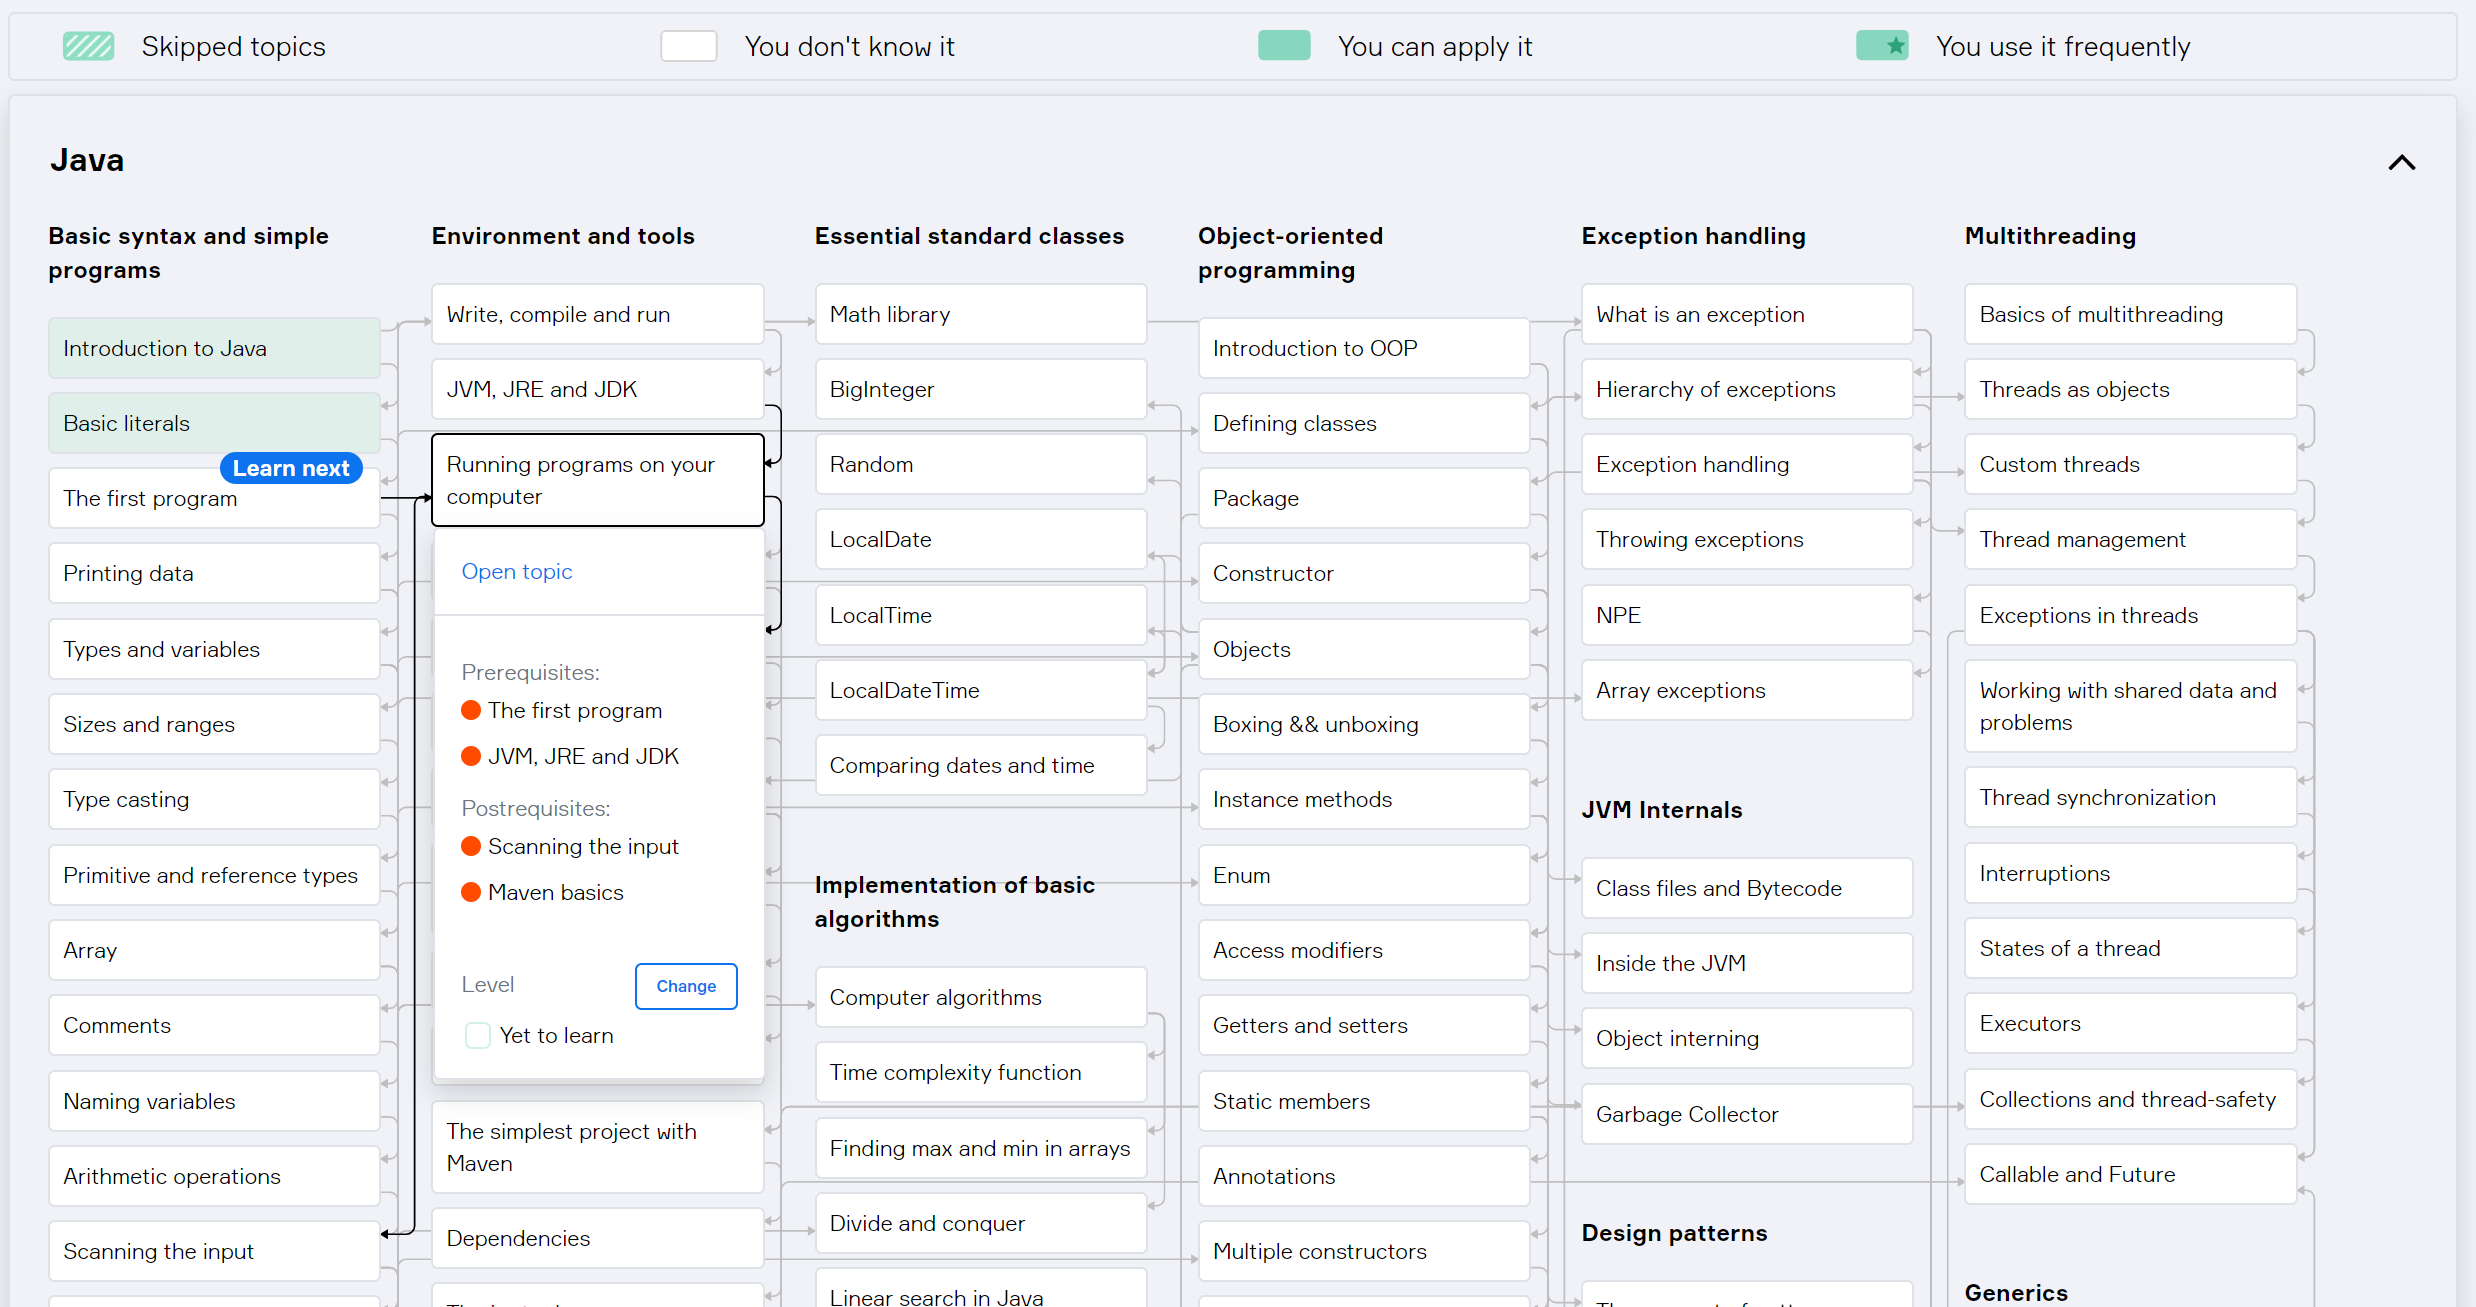 Skipped topics
You don't know it
You can apply it
You use it frequently
Java
Basic syntax and simple
programs
Introduction to Java
Basic literals
Learn next
The first program
Printing data
Types and variables
Sizes and ranges
Type casting
Primitive and reference types
Array
Comments
Naming variables
Arithmetic operations
Scanning the input
Environment and tools
Write, compile and run
JVM, JRE and JDK
Running programs on your
computer
Open topic
Prerequisites:
The first program
JVM, JRE and JDK
Postrequisites:
Scanning the input
Maven basics
Level
Change
Yet to learn
The simplest project with
Maven
Dependencies
Essential standard classes
Math library
BigInteger
Random
LocalDate
LocalTime
LocalDateTime
Comparing dates and time
Implementation of basic
algorithms
Computer algorithms
Time complexity function
Finding max and min in arrays
Divide and conquer
Linear search in Java
Object-oriented
programming
Introduction to OOP
Defining classes
Package
Constructor
Objects
Boxing && unboxing
Instance methods
Enum
Access modifiers
Getters and setters
Static members
Annotations
Multiple constructors
Exception handling
What is an exception
Hierarchy of exceptions
Exception handling
Throwing exceptions
NPE
Array exceptions
JVM Internals
Class files and Bytecode
Inside the JVM
Object interning
Garbage Collector
Design patterns
Multithreading
Basics of multithreading
Threads as objects
Custom threads
Thread management
Exceptions in threads
Working with shared data and
problems
Thread synchronization
Interruptions
States of a thread
Executors
Collections and thread-safety
Callable and Future
Generics